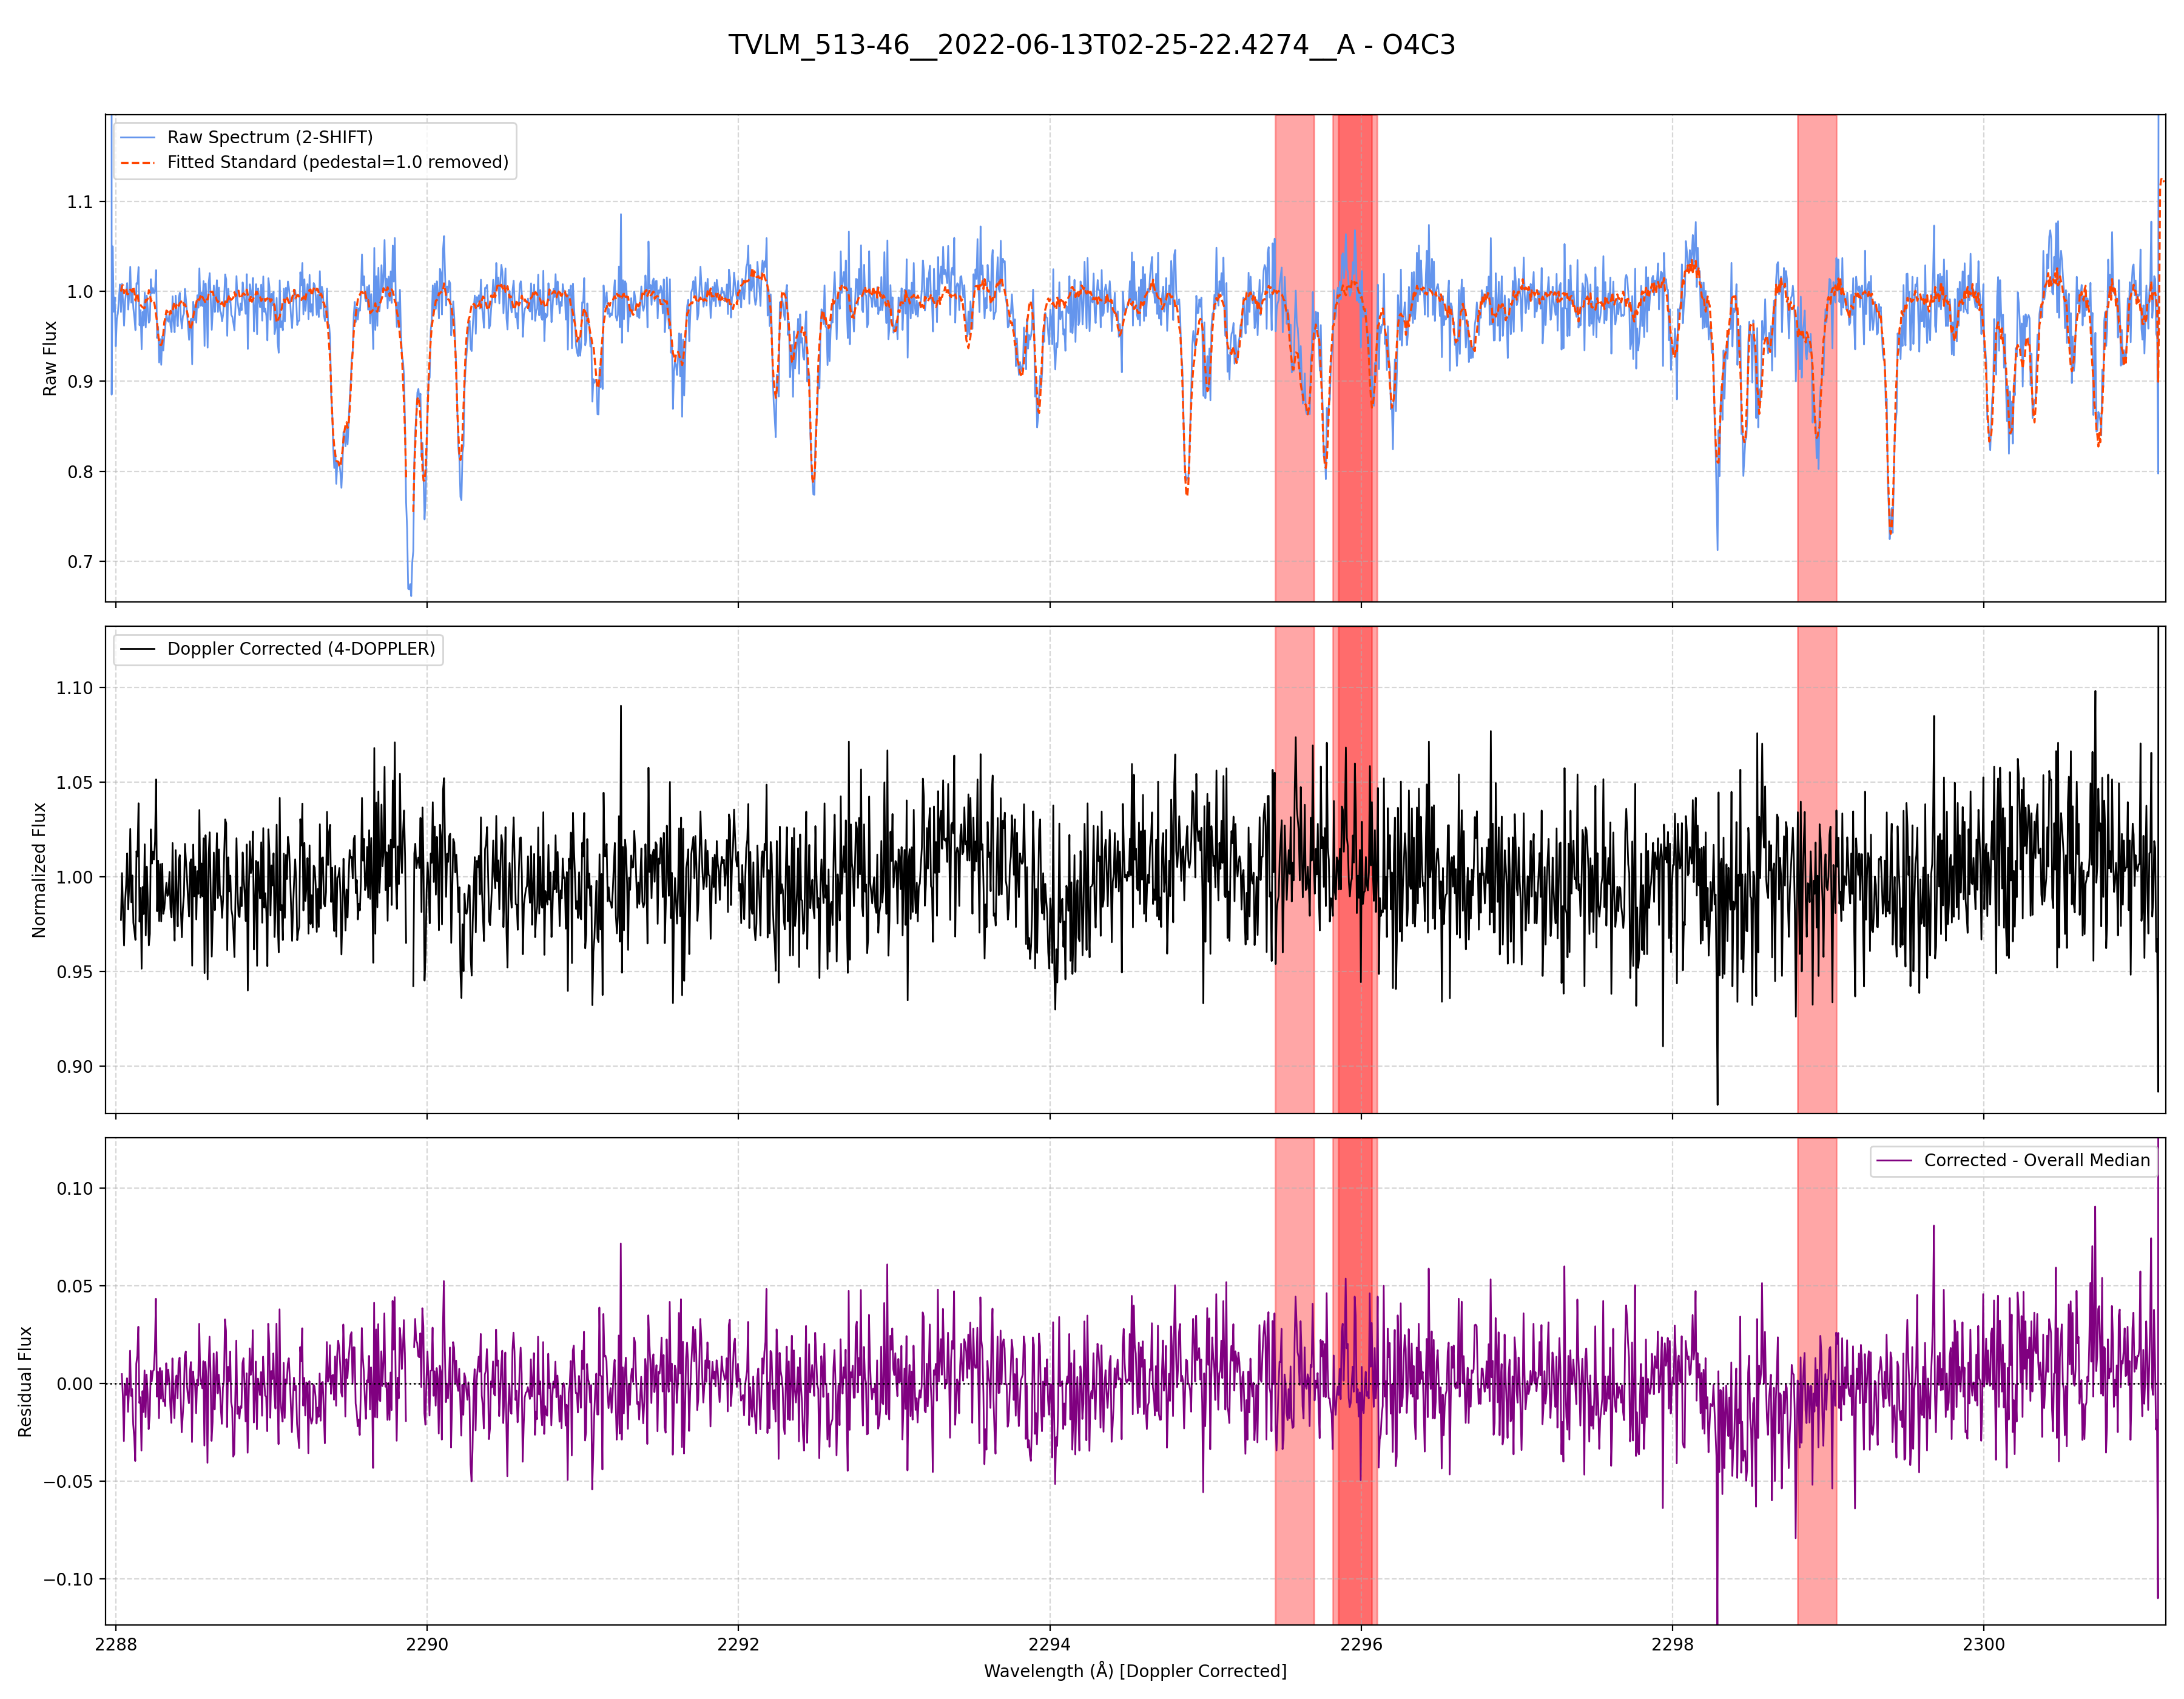 TVLM_513-46__2022-06-13T02-25-22.4274__A - O4C3
Raw Spectrum (2-SHIFT)
Fitted Standard (pedestal=1.0 removed)
Raw Flux
1.1
1.0
0.9
0.8
0.7
Doppler Corrected (4-DOPPLER)
Normalized Flux
1.10
1.05
1.00
0.95
0.90
Corrected - Overall Median
Residual Flux
0.10
0.05
0.00
−0.05
−0.10
2288 2290 2292 2294 2296 2298 2300
Wavelength (Å) [Doppler Corrected]